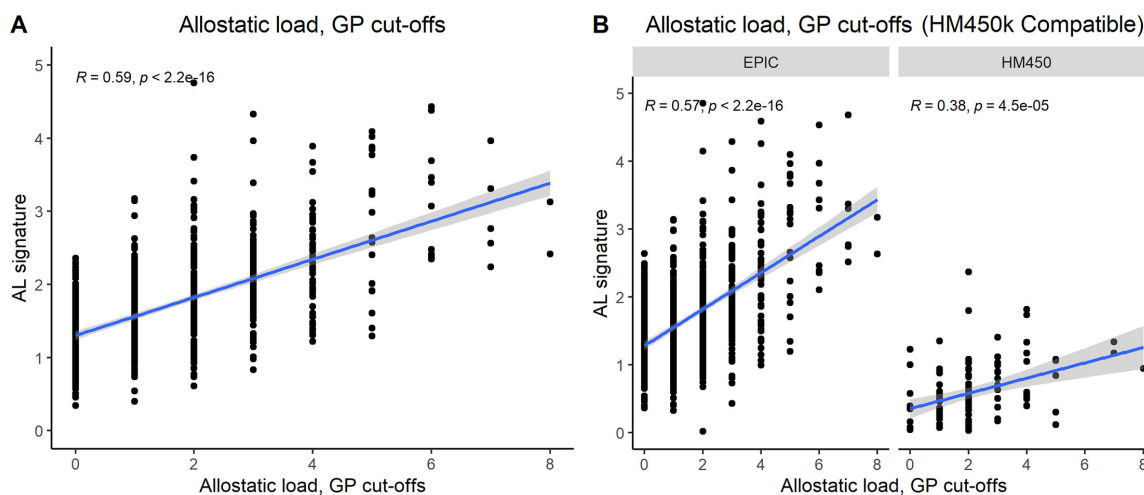 A
Allostatic load, GP cut-offs
R = 0.59, p < 2.2e-16
5
4
3
2
1
0
AL signature
0 2 4 6 8
Allostatic load, GP cut-offs
B
Allostatic load, GP cut-offs (HM450k Compatible)
EPIC HM450
R = 0.57, p < 2.2e-16
R = 0.38, p = 4.5e-05
5
4
3
2
1
0
AL signature
0 2 4 6 8 0 2 4 6 8
Allostatic load, GP cut-offs